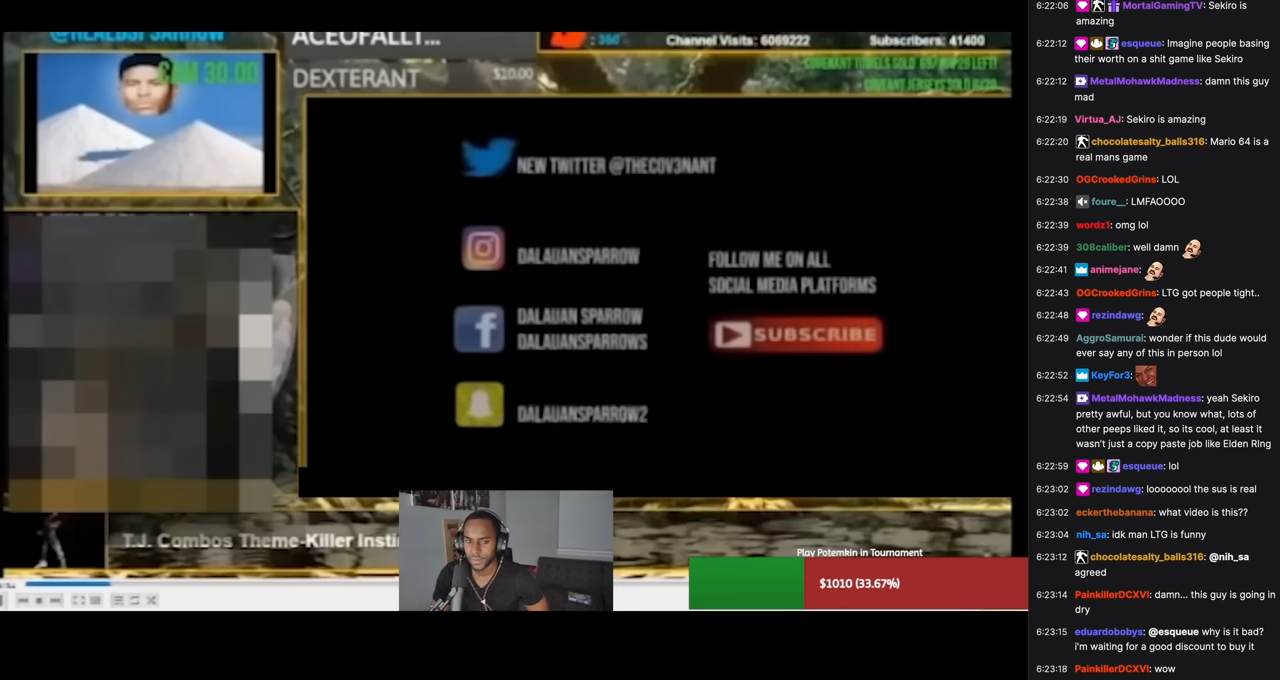 @REALDSPSARROW
ACEOFALLT...
: 360
Channel Visits: 6069222
Subscribers: 41400
30.00
DEXTERANT
$10.00
NEW TWITTER @THECOV3NANT
DALAUANSPARROW
FOLLOW ME ON ALL
SOCIAL MEDIA PLATFORMS
DALAUAN SPARROW
DALAUANSPARROWS
SUBSCRIBE
DALAUANSPARROW2
T.J. Combos Theme-Killer Insti
Play Potemkin in Tournament
$1010 (33.67%)
6:22:06 MortalGamingTV: Sekiro is
amazing
6:22:12 esqueue: Imagine people basing
their worth on a shit game like Sekiro
6:22:12 MetalMohawkMadness: damn this guy
mad
6:22:19 Virtua_AJ: Sekiro is amazing
6:22:20 chocolatesalty_balls316: Mario 64 is a
real mans game
6:22:30 OGCrookedGrins: LOL
6:22:38 foure__: LMFAOOOO
6:22:39 wordz1: omg lol
6:22:39 308caliber: well damn
6:22:41 animejane:
6:22:43 OGCrookedGrins: LTG got people tight..
6:22:48 rezindawg:
6:22:49 AggroSamurai: wonder if this dude would
ever say any of this in person lol
6:22:52 KeyFor3:
6:22:54 MetalMohawkMadness: yeah Sekiro
pretty awful, but you know what, lots of
other peeps liked it, so its cool, at least it
wasn't just a copy paste job like Elden RIng
6:22:59 esqueue: lol
6:23:02 rezindawg: loooooool the sus is real
6:23:02 eckerthebanana: what video is this??
6:23:04 nih_sa: idk man LTG is funny
6:23:12 chocolatesalty_balls316: @nih_sa
agreed
6:23:14 PainkillerDCXVI: damn... this guy is going in
dry
6:23:15 eduardobobys: @esqueue why is it bad?
i'm waiting for a good discount to buy it
6:23:18 PainkillerDCXVI: wow